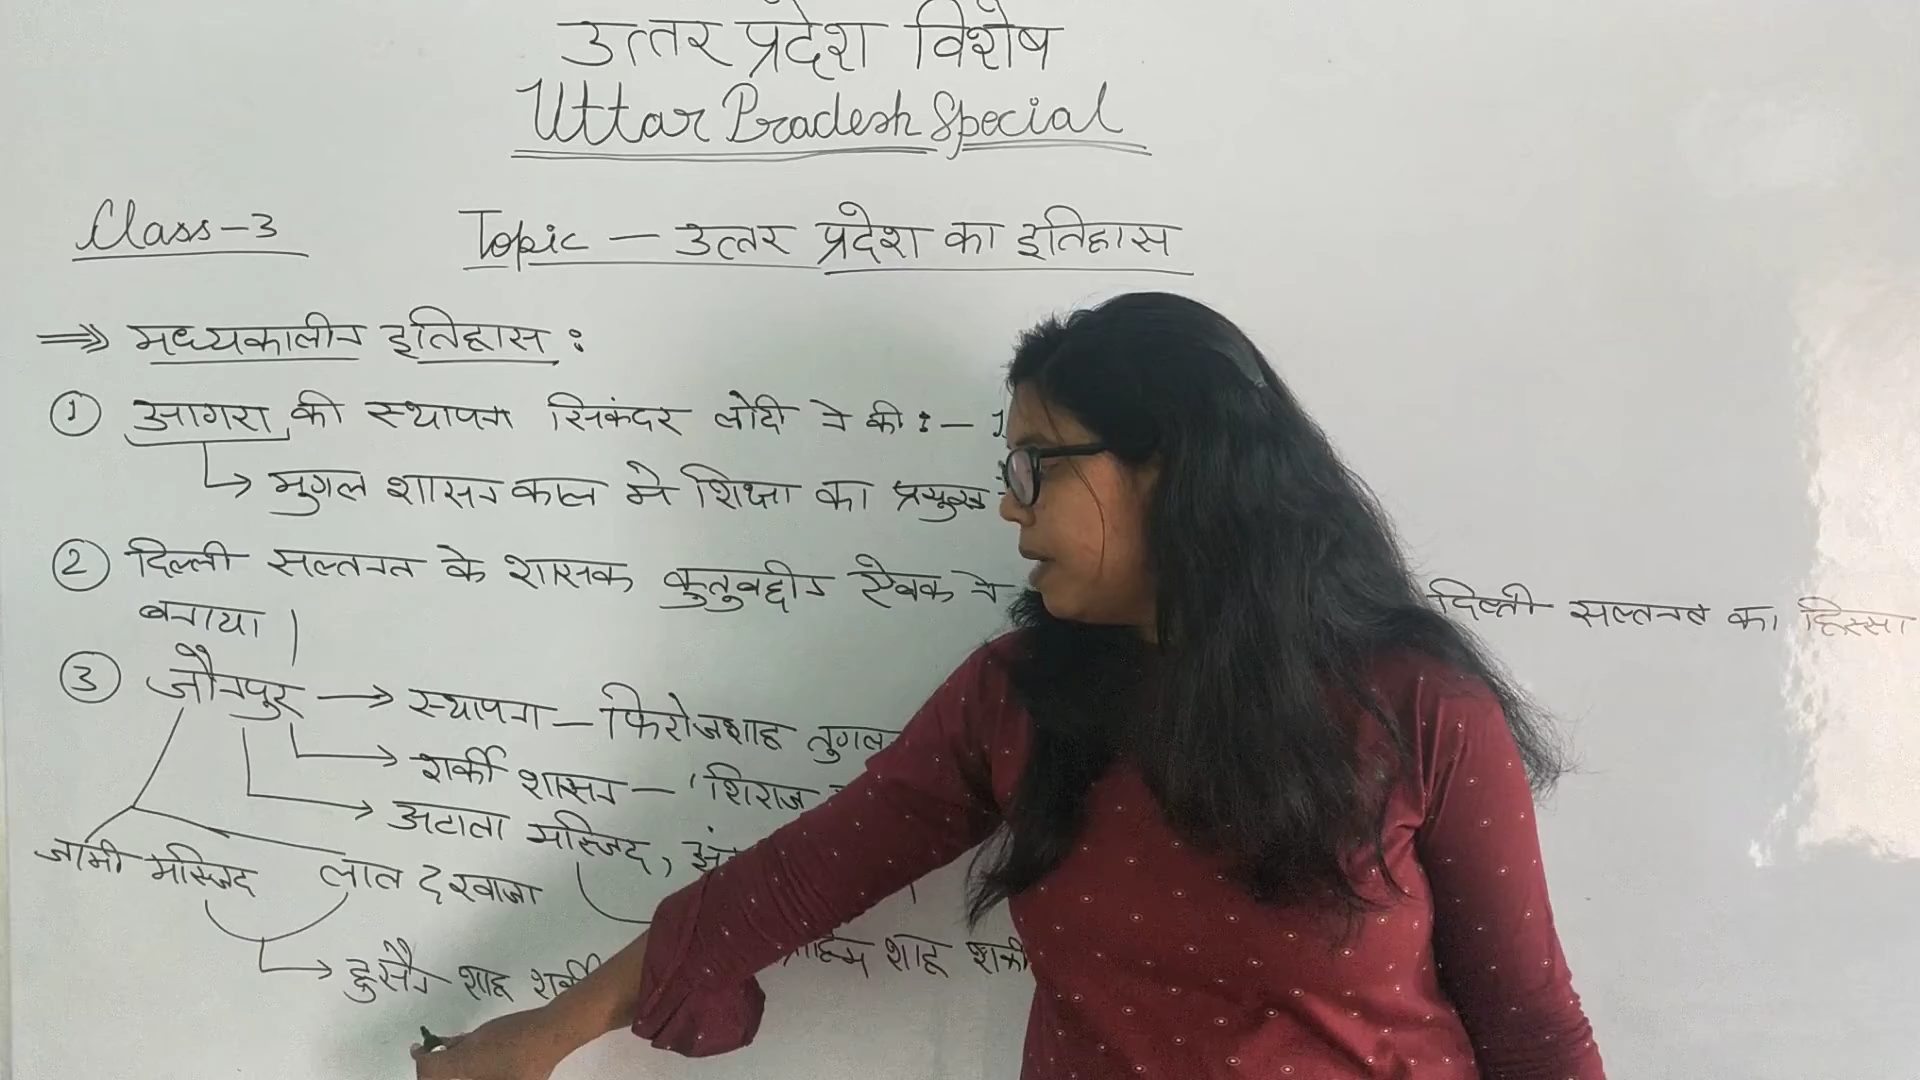 उत्तर प्रदेश विशेष
Uttar Pradesh Special
Class-3 Topic - उत्तर प्रदेश का इतिहास
⇒ मध्यकालीन इतिहास :
① आगरा की स्थापना सिकंदर लोदी ने की :- 1
↳ मुगल शासन काल मे शिक्षा का प्रमुख
② दिल्ली सल्तनत के शासक कुतुबद्दीन ऐबक ने दिल्ली सल्तनत का हिस्सा
बनाया |
③ जौनपुर → स्थापना - फिरोजशाह तुगल
→ शर्की शासन - 'शिराज
→ अटाला मस्जिद,
जामी मस्जिद लाल दरवाजा
→ हुसैन शाह शर्की शाह शर्की